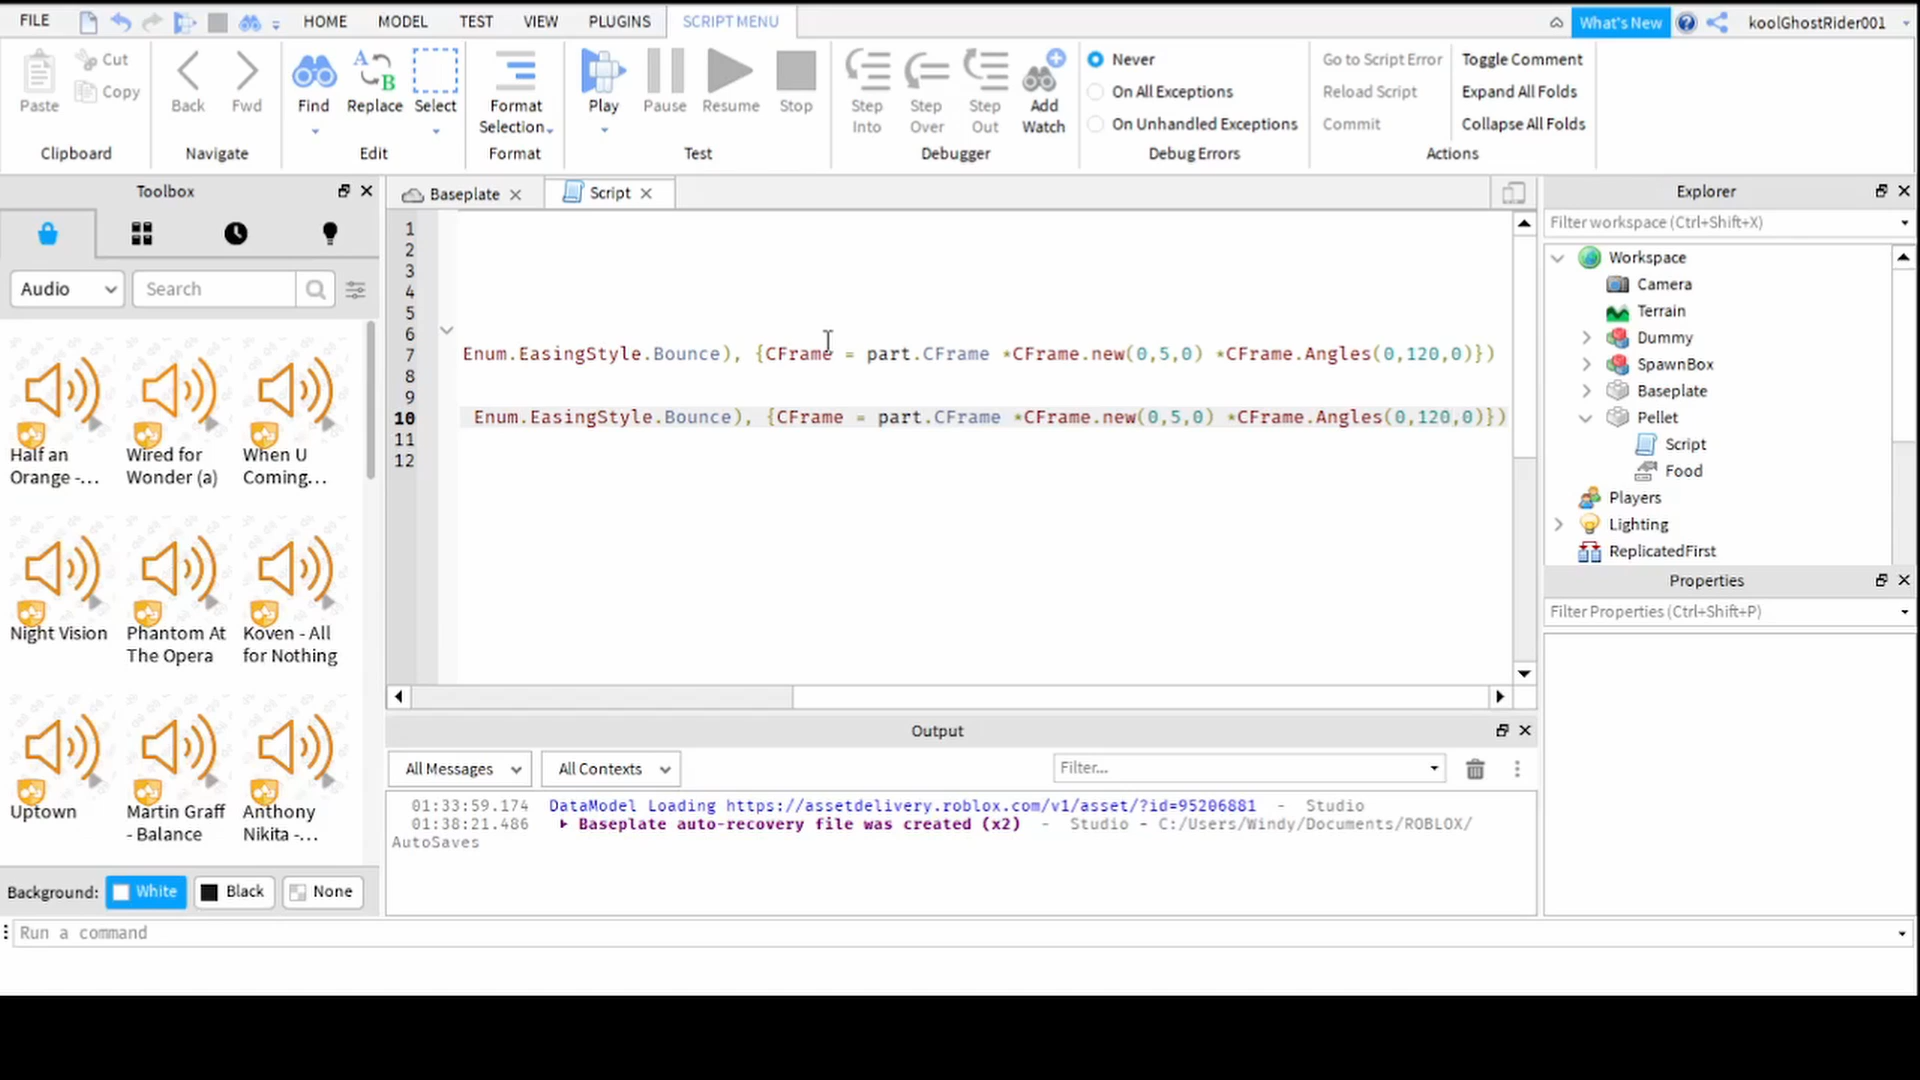 FILE HOME MODEL TEST VIEW PLUGINS SCRIPT MENU What's New koolGhostRider001
Paste Cut Copy Clipboard
Back Fwd Navigate
Find Replace Select Edit
Format Selection Format
Play Pause Resume Stop Test
Step Into Step Over Step Out Add Watch Debugger
Never
On All Exceptions
On Unhandled Exceptions
Debug Errors
Go to Script Error Toggle Comment
Reload Script Expand All Folds
Commit Collapse All Folds
Actions
Toolbox
Audio Search
Half an Orange -...
Wired for Wonder (a)
When U Coming...
Night Vision
Phantom At The Opera
Koven - All for Nothing
Uptown
Martin Graff - Balance
Anthony Nikita -...
Background: White Black None
Baseplate Script
1
2
3
4
5
6
7 Enum.EasingStyle.Bounce), {CFrame = part.CFrame *CFrame.new(0,5,0) *CFrame.Angles(0,120,0)})
8
9
10 Enum.EasingStyle.Bounce), {CFrame = part.CFrame *CFrame.new(0,5,0) *CFrame.Angles(0,120,0)})
11
12
Output
All Messages All Contexts Filter...
01:33:59.174 DataModel Loading https://assetdelivery.roblox.com/v1/asset/?id=95206881 - Studio
01:38:21.486 Baseplate auto-recovery file was created (x2) - Studio - C:/Users/Windy/Documents/ROBLOX/
AutoSaves
Explorer
Filter workspace (Ctrl+Shift+X)
Workspace
Camera
Terrain
Dummy
SpawnBox
Baseplate
Pellet
Script
Food
Players
Lighting
ReplicatedFirst
Properties
Filter Properties (Ctrl+Shift+P)
Run a command